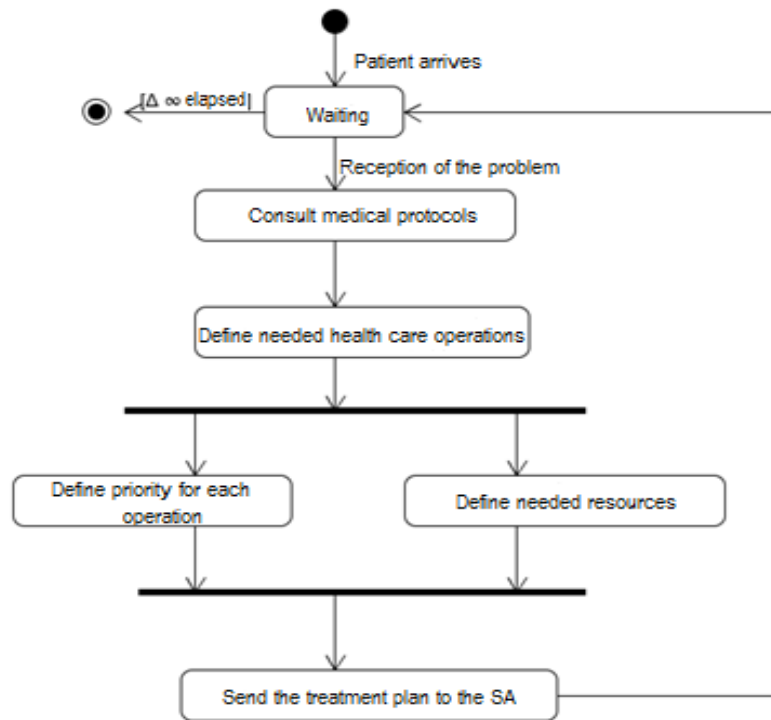 Patient arrives
[Δ ∞ elapsed]
Waiting
Reception of the problem
Consult medical protocols
Define needed health care operations
Define priority for each
operation
Define needed resources
Send the treatment plan to the SA